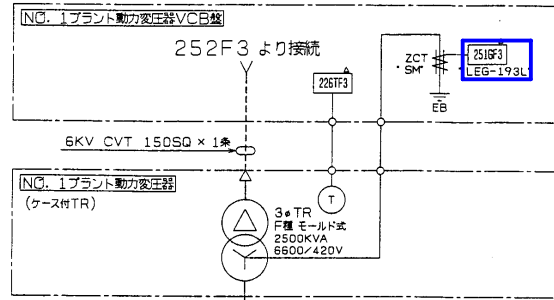 NO. 1プラント動力変圧器VCB盤
252F3 より接続
226TF3
ZCT
"SM"
251GF3
"LEG-193L"
EB
6KV CVT 150SQ × 1条
NO. 1プラント動力変圧器
(ケース付TR)
T
3φTR
F種 モールド式
2500KVA
6600/420V